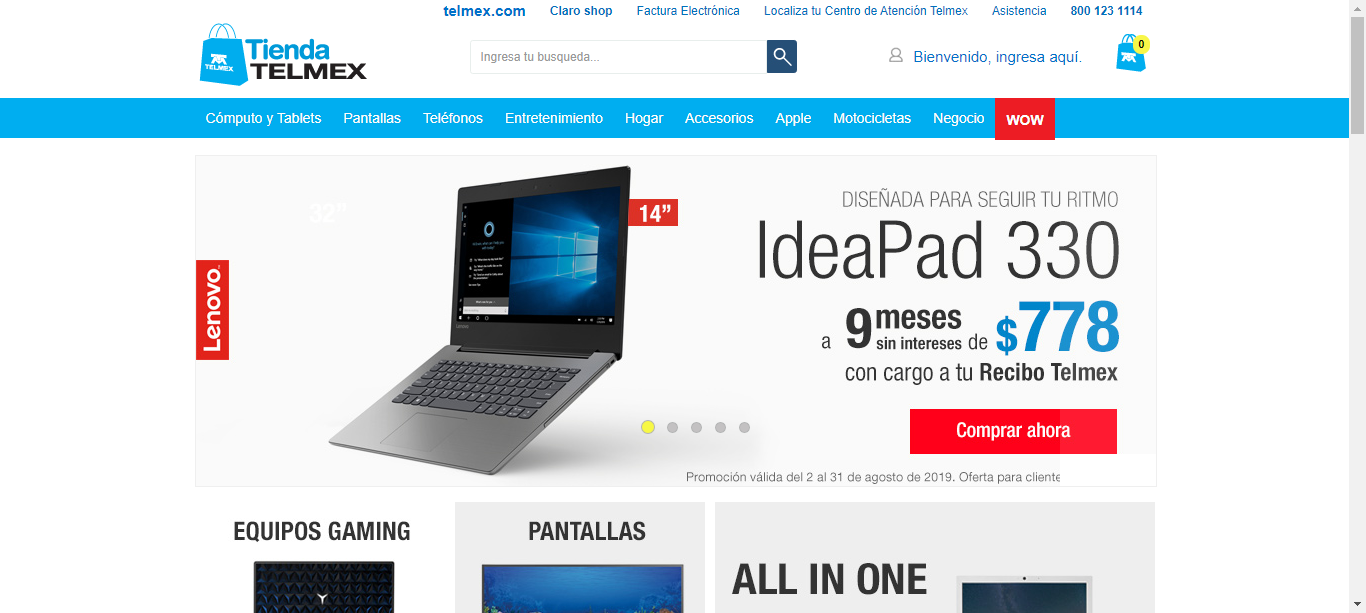 telmex.com Claro shop Factura Electrónica Localiza tu Centro de Atención Telmex Asistencia 800 123 1114
Tienda
TELMEX
TELMEX
Ingresa tu busqueda...
Bienvenido, ingresa aquí.
0
Cómputo y Tablets Pantallas Teléfonos Entretenimiento Hogar Accesorios Apple Motocicletas Negocio WOW
32”
14”
Lenovo
DISEÑADA PARA SEGUIR TU RITMO
IdeaPad 330
a 9 meses sin intereses de $778
con cargo a tu Recibo Telmex
Comprar ahora
Promoción válida del 2 al 31 de agosto de 2019. Oferta para cliente
EQUIPOS GAMING
PANTALLAS
ALL IN ONE